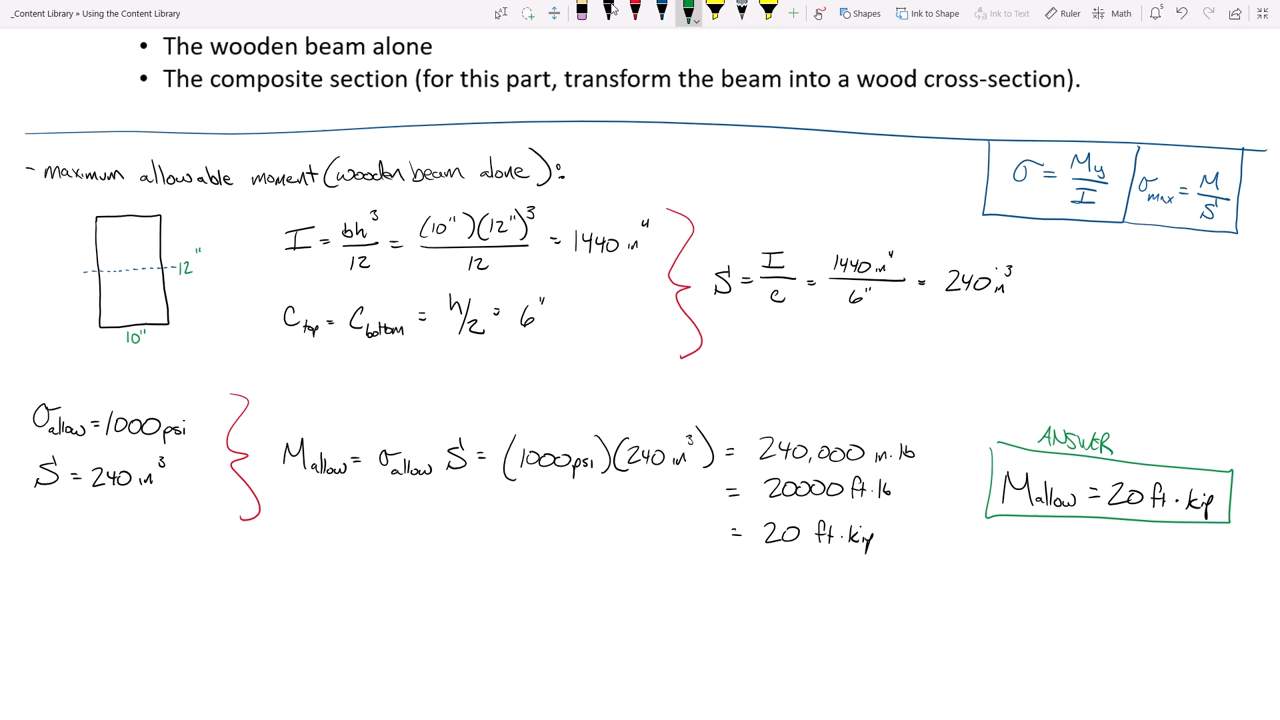 _Content Library » Using the Content Library
Shapes
Ink to Shape
Ink to Text
Ruler
Math
5
• The wooden beam alone
• The composite section (for this part, transform the beam into a wood cross-section).
- maximum allowable moment (wooden beam alone):
σ = My/I
σmax = M/S
12"
10"
I = bh³/12 = (10")(12")³/12 = 1440 in⁴
Ctop = Cbottom = h/2 = 6"
S = I/c = 1440 in⁴/6" = 240 in³
σallow = 1000 psi
S = 240 in³
Mallow = σallow S = (1000 psi)(240 in³) = 240,000 in·lb
= 20000 ft·lb
= 20 ft·kip
ANSWER
Mallow = 20 ft·kip